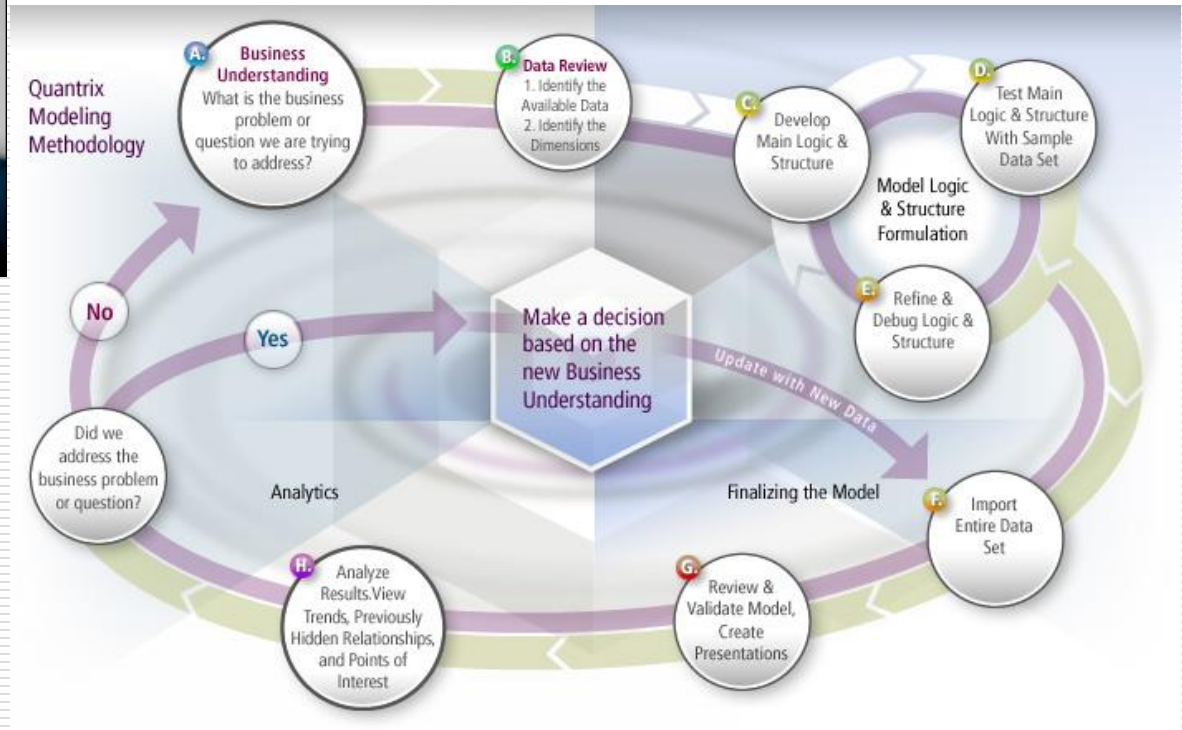 Quantrix
Modeling
Methodology
A.
Business
Understanding
What is the business
problem or
question we are trying
to address?
B.
Data Review
1. Identify the
Available Data
2. Identify the
Dimensions
C.
Develop
Main Logic &
Structure
D.
Test Main
Logic & Structure
With Sample
Data Set
Model Logic
& Structure
Formulation
E.
Refine &
Debug Logic &
Structure
No
Yes
Make a decision
based on the
new Business
Understanding
Update with New Data
Did we
address the
business problem
or question?
Analytics
Finalizing the Model
F.
Import
Entire Data
Set
G.
Review &
Validate Model,
Create
Presentations
H.
Analyze
Results.View
Trends, Previously
Hidden Relationships,
and Points of
Interest